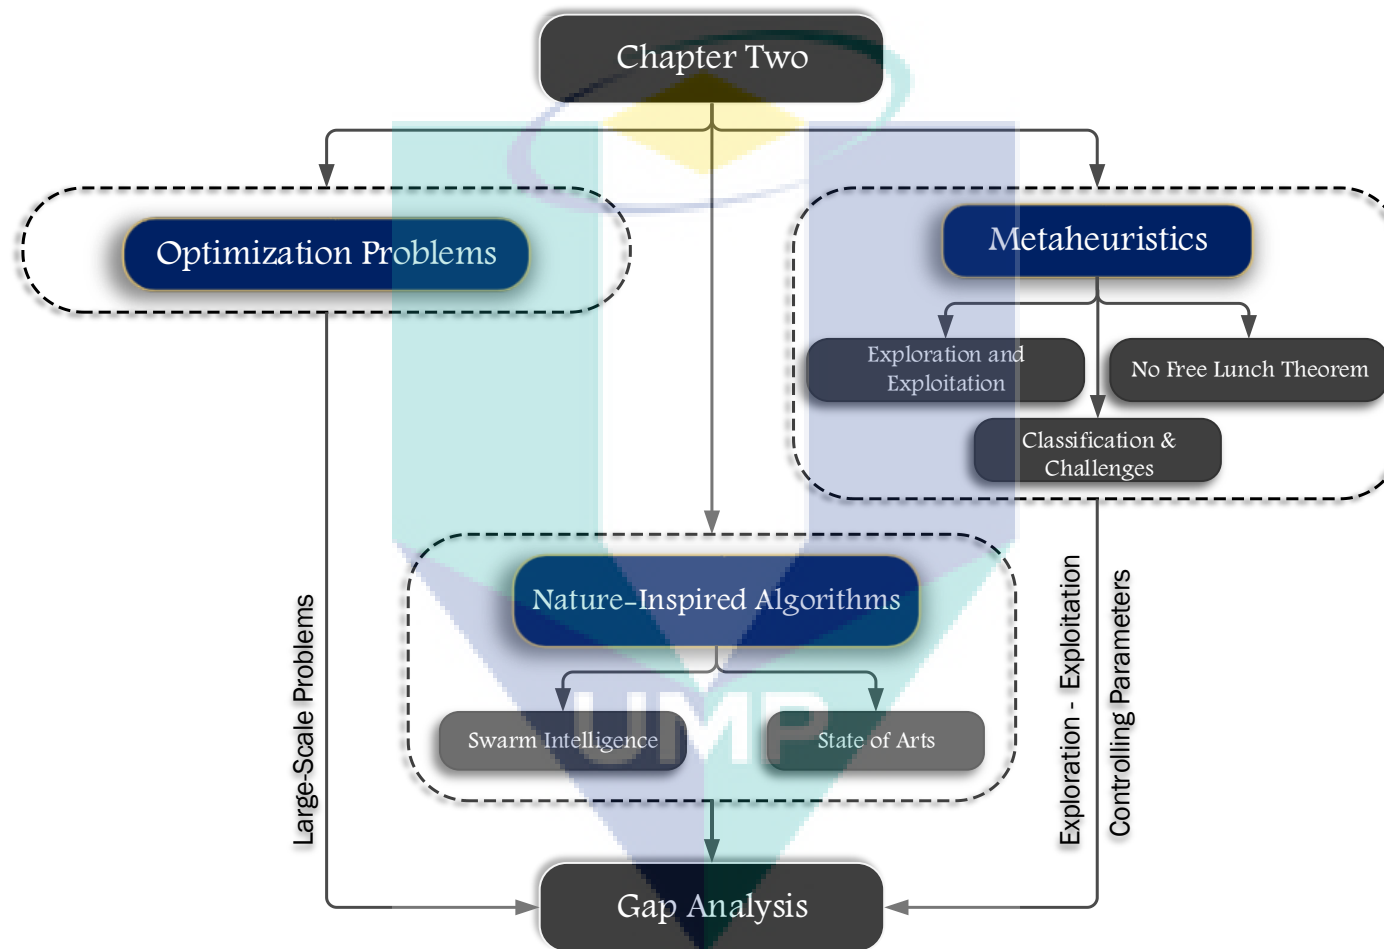 Chapter Two
Optimization Problems
Metaheuristics
Exploration and
Exploitation
No Free Lunch Theorem
Classification &
Challenges
Nature-Inspired Algorithms
Swarm Intelligence
State of Arts
UMP
Large-Scale Problems
Exploration - Exploitation
Controlling Parameters
Gap Analysis